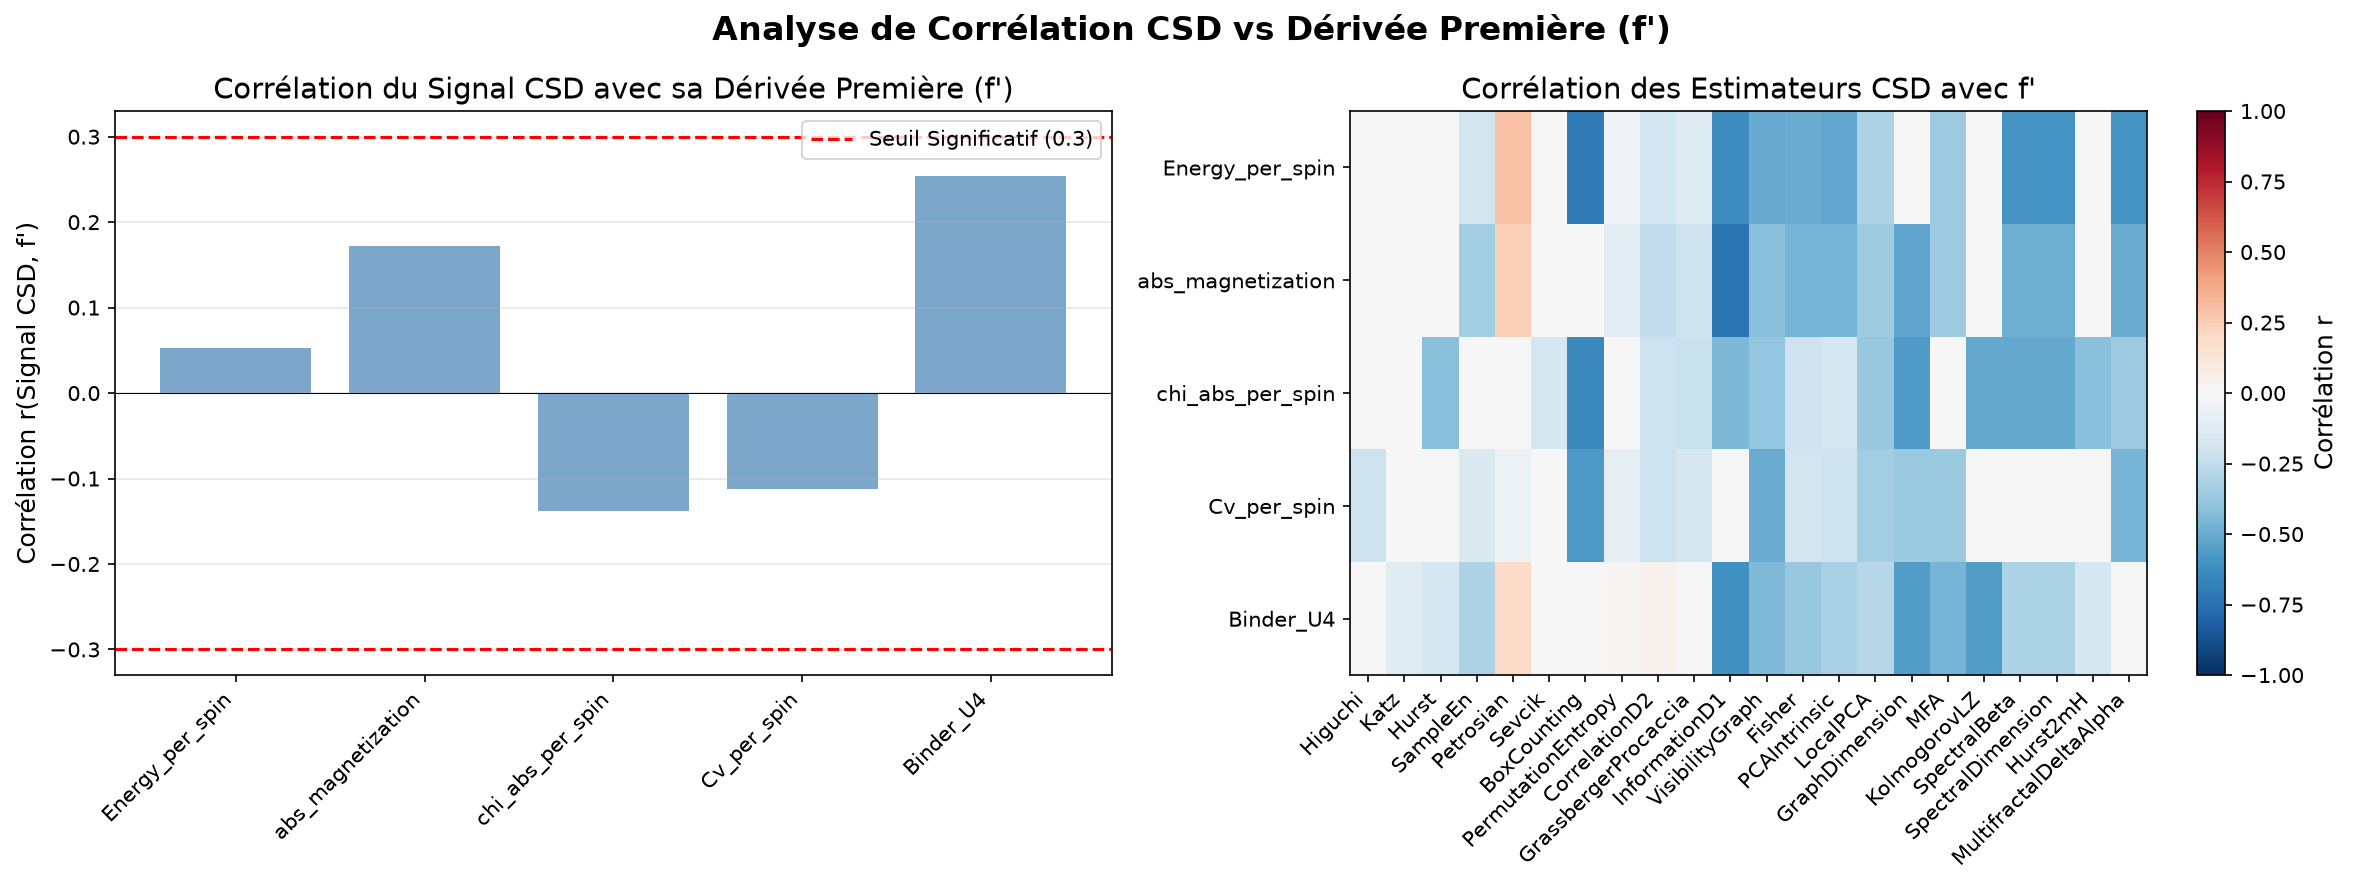 Analyse de Corrélation CSD vs Dérivée Première (f')
Corrélation du Signal CSD avec sa Dérivée Première (f')
Corrélation r(Signal CSD, f')
0.3
0.2
0.1
0.0
−0.1
−0.2
−0.3
Seuil Significatif (0.3)
Energy_per_spin
abs_magnetization
chi_abs_per_spin
Cv_per_spin
Binder_U4
Corrélation des Estimateurs CSD avec f'
Energy_per_spin
abs_magnetization
chi_abs_per_spin
Cv_per_spin
Binder_U4
Higuchi
Katz
Hurst
SampleEn
Petrosian
Sevcik
BoxCounting
PermutationEntropy
CorrelationD2
GrassbergerProcaccia
InformationD1
VisibilityGraph
Fisher
PCAIntrinsic
LocalPCA
GraphDimension
MFA
KolmogorovLZ
SpectralBeta
SpectralDimension
Hurst2mH
MultifractalDeltaAlpha
1.00
0.75
0.50
0.25
0.00
−0.25
−0.50
−0.75
−1.00
Corrélation r